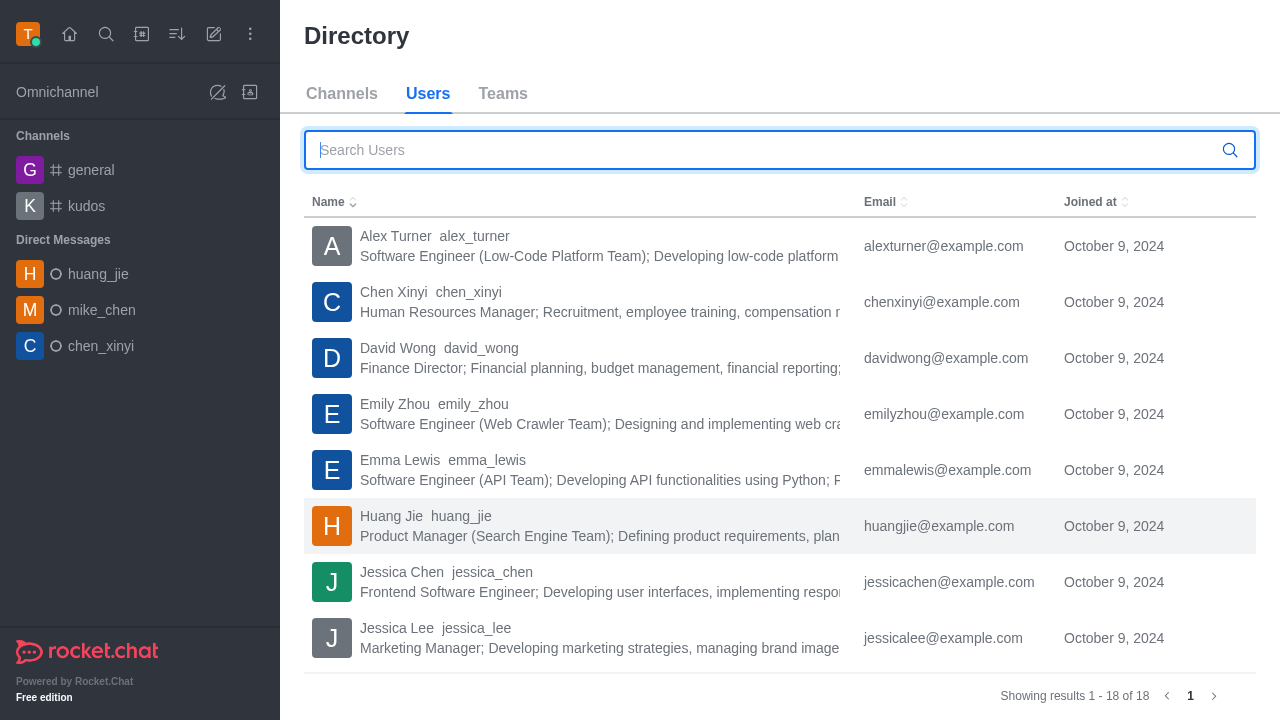 T
Directory
Omnichannel
Channels
G general
K kudos
Direct Messages
H huang_jie
M mike_chen
C chen_xinyi
rocket.chat
Powered by Rocket.Chat
Free edition
Channels Users Teams
Search Users
Name Email Joined at
A Alex Turner alex_turner
Software Engineer (Low-Code Platform Team); Developing low-code platform
alexturner@example.com October 9, 2024
C Chen Xinyi chen_xinyi
Human Resources Manager; Recruitment, employee training, compensation
chenxinyi@example.com October 9, 2024
D David Wong david_wong
Finance Director; Financial planning, budget management, financial reporting;
davidwong@example.com October 9, 2024
E Emily Zhou emily_zhou
Software Engineer (Web Crawler Team); Designing and implementing web
emilyzhou@example.com October 9, 2024
E Emma Lewis emma_lewis
Software Engineer (API Team); Developing API functionalities using Python;
emmalewis@example.com October 9, 2024
H Huang Jie huang_jie
Product Manager (Search Engine Team); Defining product requirements, plan
huangjie@example.com October 9, 2024
J Jessica Chen jessica_chen
Frontend Software Engineer; Developing user interfaces, implementing respo
jessicachen@example.com October 9, 2024
J Jessica Lee jessica_lee
Marketing Manager; Developing marketing strategies, managing brand image
jessicalee@example.com October 9, 2024
Showing results 1 - 18 of 18 1